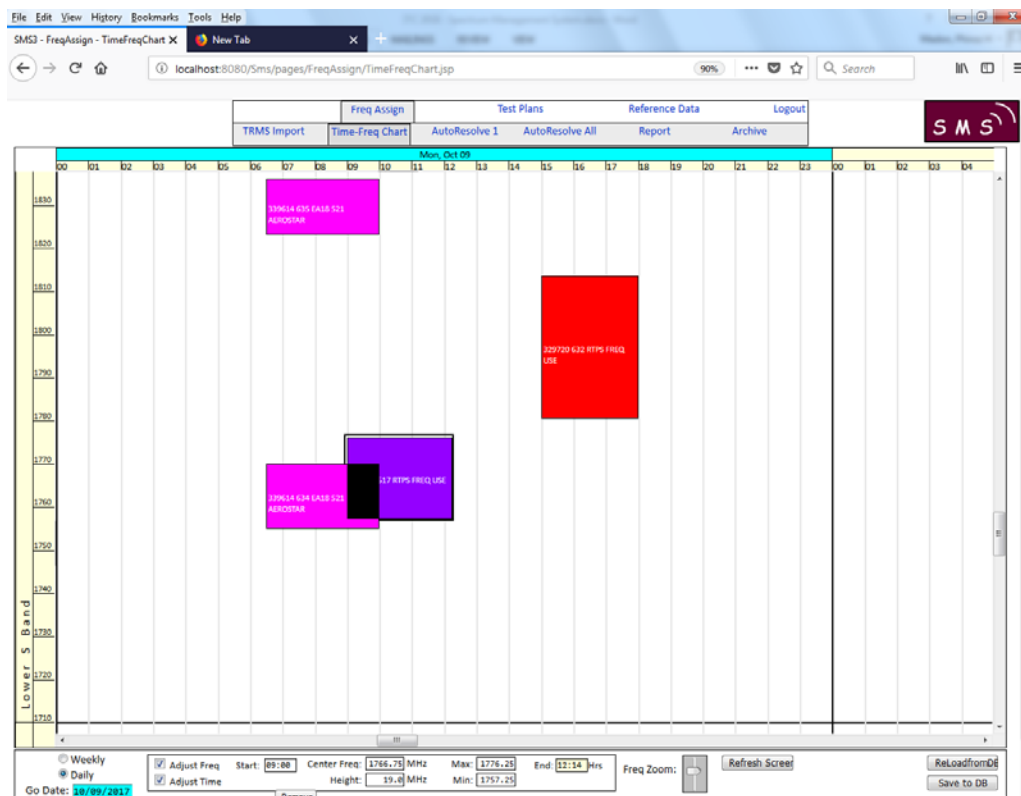 File Edit View History Bookmarks Tools Help
SMS3 - FreqAssign - TimeFreqChart X New Tab X +
localhost:8080/Sms/pages/FreqAssign/TimeFreqChart.jsp 90% ... Search
Freq Assign Test Plans Reference Data Logout
TRMS Import Time-Freq Chart AutoResolve 1 AutoResolve All Report Archive
S M S
Mon, Oct 09
00 01 02 03 04 05 06 07 08 09 10 11 12 13 14 15 16 17 18 19 20 21 22 23 00 01 02 03 04
1830
339614 635 EA18 521
AEROSTAR
1820
1810
1800
329720 632 RTPS FREQ
USE
1790
1780
1770
517 RTPS FREQ USE
339614 634 EA18 521
AEROSTAR
1760
1750
1740
1730
1720
1710
Lower S Band
Weekly
Daily
Go Date: 10/09/2017
Adjust Freq Start: 09:00 Center Freq: 1766.75 MHz Max: 1776.25 End: 12:14 Hrs Freq Zoom: Refresh Screen ReLoadfromDB
Adjust Time Height: 19.0 MHz Min: 1757.25 Save to DB
Remove